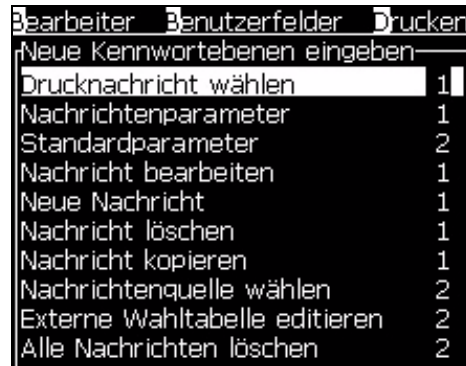 Bearbeiter Benutzerfelder Drucken
Neue Kennwortebenen eingeben
Drucknachricht wählen 1
Nachrichtenparameter 1
Standardparameter 2
Nachricht bearbeiten 1
Neue Nachricht 1
Nachricht löschen 1
Nachricht kopieren 1
Nachrichtenquelle wählen 2
Externe Wahltabelle editieren 2
Alle Nachrichten löschen 2